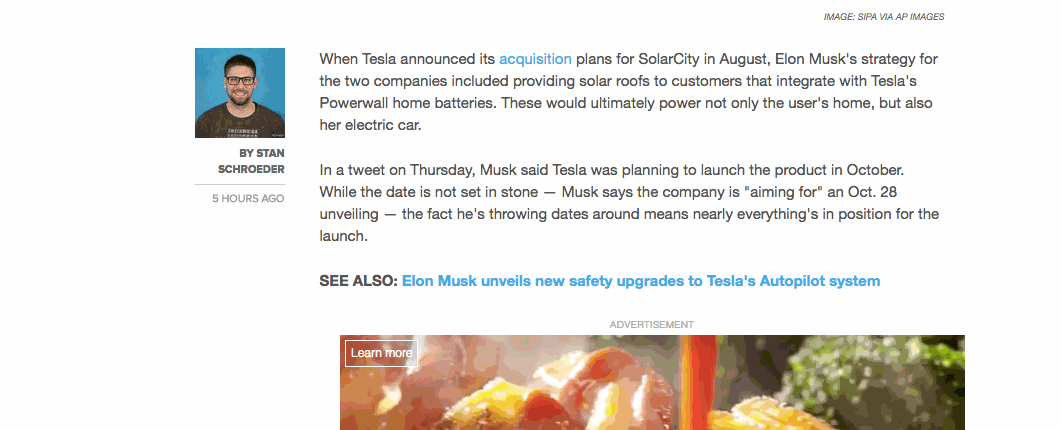 IMAGE: SIPA VIA AP IMAGES
BY STAN
SCHROEDER
5 HOURS AGO
When Tesla announced its acquisition plans for SolarCity in August, Elon Musk's strategy for
the two companies included providing solar roofs to customers that integrate with Tesla's
Powerwall home batteries. These would ultimately power not only the user's home, but also
her electric car.
In a tweet on Thursday, Musk said Tesla was planning to launch the product in October.
While the date is not set in stone — Musk says the company is "aiming for" an Oct. 28
unveiling — the fact he's throwing dates around means nearly everything's in position for the
launch.
SEE ALSO: Elon Musk unveils new safety upgrades to Tesla's Autopilot system
ADVERTISEMENT
Learn more